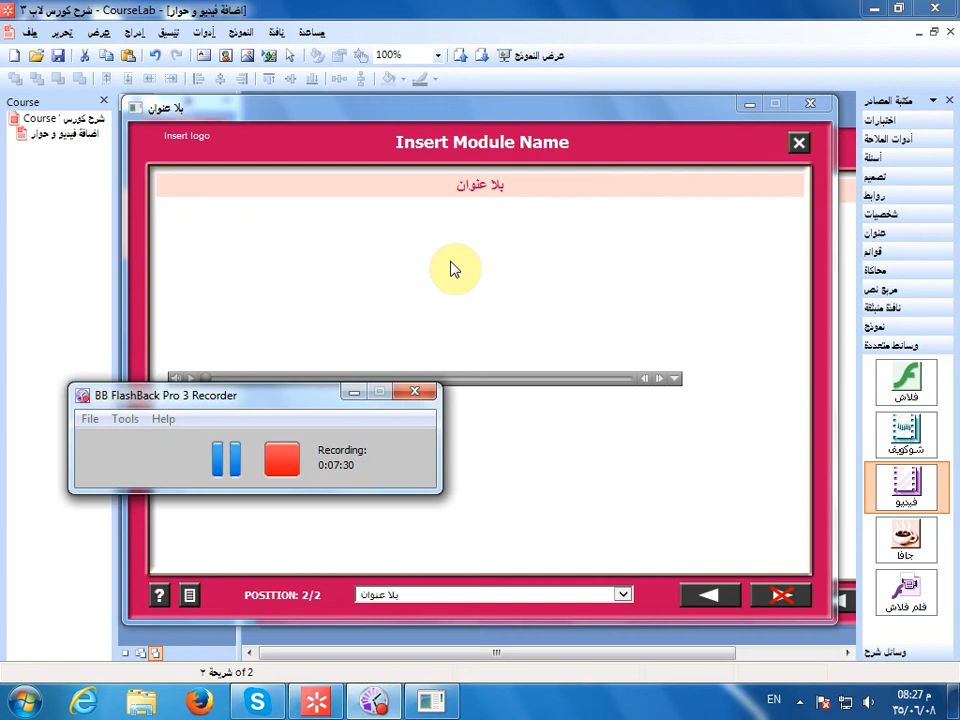 شرح كورس لاب ٣ - CourseLab - [اضافة فيديو و حوار]
ملف تحرير عرض إدراج تنسيق أدوات النموذج نافذة مساعدة
100%
عرض النموذج
Course
شرح كورس' Course
اضافة فيديو و حوار
بلا عنوان
Insert logo
Insert Module Name
بلا عنوان
BB FlashBack Pro 3 Recorder
File Tools Help
Recording:
0:07:30
POSITION: 2/2
بلا عنوان
مكتبة المصادر
اختبارات
أدوات الملاحة
أسئلة
تصميم
روابط
شخصيات
عنوان
قوائم
محاكاة
مربع نص
نافذة منبثقة
نموذج
وسائط متعددة
فلاش
شوكويف
فيديو
جافا
فلم فلاش
وسائل شرح
شريحة ٢ of 2
EN
08:27 م
٣٥/٠٦/٠٨